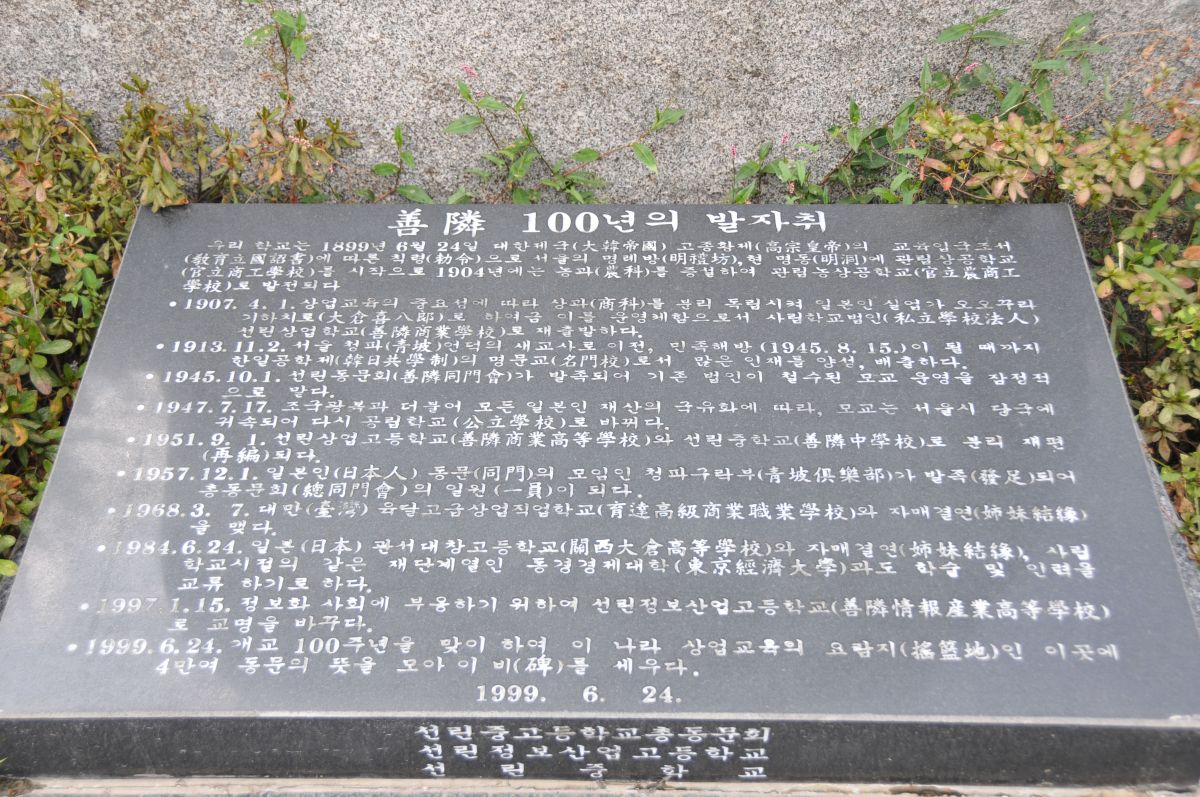 善隣 100년의 발자취
우리 학교는 1899년 6월 24일 대한제국(大韓帝國) 고종황제(高宗皇帝)의 교육입국조서
(敎育立國詔書)에 따른 칙령(勅令)으로 서울의 명례방(明禮坊),현 명동(明洞)에 관립상공학교
(官立商工學校)를 시작으로 1904년에는 농과(農科)를 증설하여 관립농상공학교(官立農商工
學校)로 발전되다
•1907. 4. 1.상업교육의 중요성에 따라 상과(商科)를 분리 독립시켜 일본인 실업가 오오꾸라
기하치로(大倉喜八郞)로 하여금 이를 운영케함으로서 사립학교법인(私立學校法人)
선린상업학교(善隣商業學校)로 재출발하다.
•1913.11.2.서울 청파(青坡)언덕의 새교사로 이전, 민족해방(1945. 8. 15.)이 될 때까지
한일공학제(韓日共學制)의 명문교(名門校)로서 많은 인재를 양성, 배출하다.
•1945.10.1. 선린동문회(善隣同門會)가 발족되어 기존 법인이 철수된 모교 운영을 잠정적
으로 맡다.
•1947.7.17. 조국광복과 더불어 모든 일본인 재산의 국유화에 따라, 모교는 서울시 당국에
귀속되어 다시 공립학교(公立學校)로 바뀌다.
•1951.9. 1.선린상업고등학교(善隣商業高等學校)와 선린중학교(善隣中學校)로 분리 재편
(再編)되다.
•1957.12.1. 일본인(日本人) 동문(同門)의 모임인 청파구락부(青坡俱樂部)가 발족(發足)되어
총동문회(總同門會)의 일원(一員)이 되다.
•1968.3. 7. 대만(臺灣) 육달고급상업직업학교(育達高級商業職業學校)와 자매결연(姉妹結緣)
을 맺다.
•1984.6.24. 일본(日本) 관서대창고등학교(關西大倉高等學校)와 자매결연(姉妹結緣), 사립
학교시절의 같은 재단계열인 동경경제대학(東京經濟大學)과도 학술 및 인력을
교류 하기로 하다.
•1997.1.15. 정보화 사회에 부응하기 위하여 선린정보산업고등학교(善隣情報産業高等學校)
로 교명을 바꾸다.
•1999.6.24. 개교 100주년을 맞이 하여 이 나라 상업교육의 요람지(搖籃地)인 이곳에
4만여 동문의 뜻을 모아 이 비(碑)를 세우다.
1999. 6. 24.
선린중고등학교총동문회
선린정보산업고등학교
선린중학교